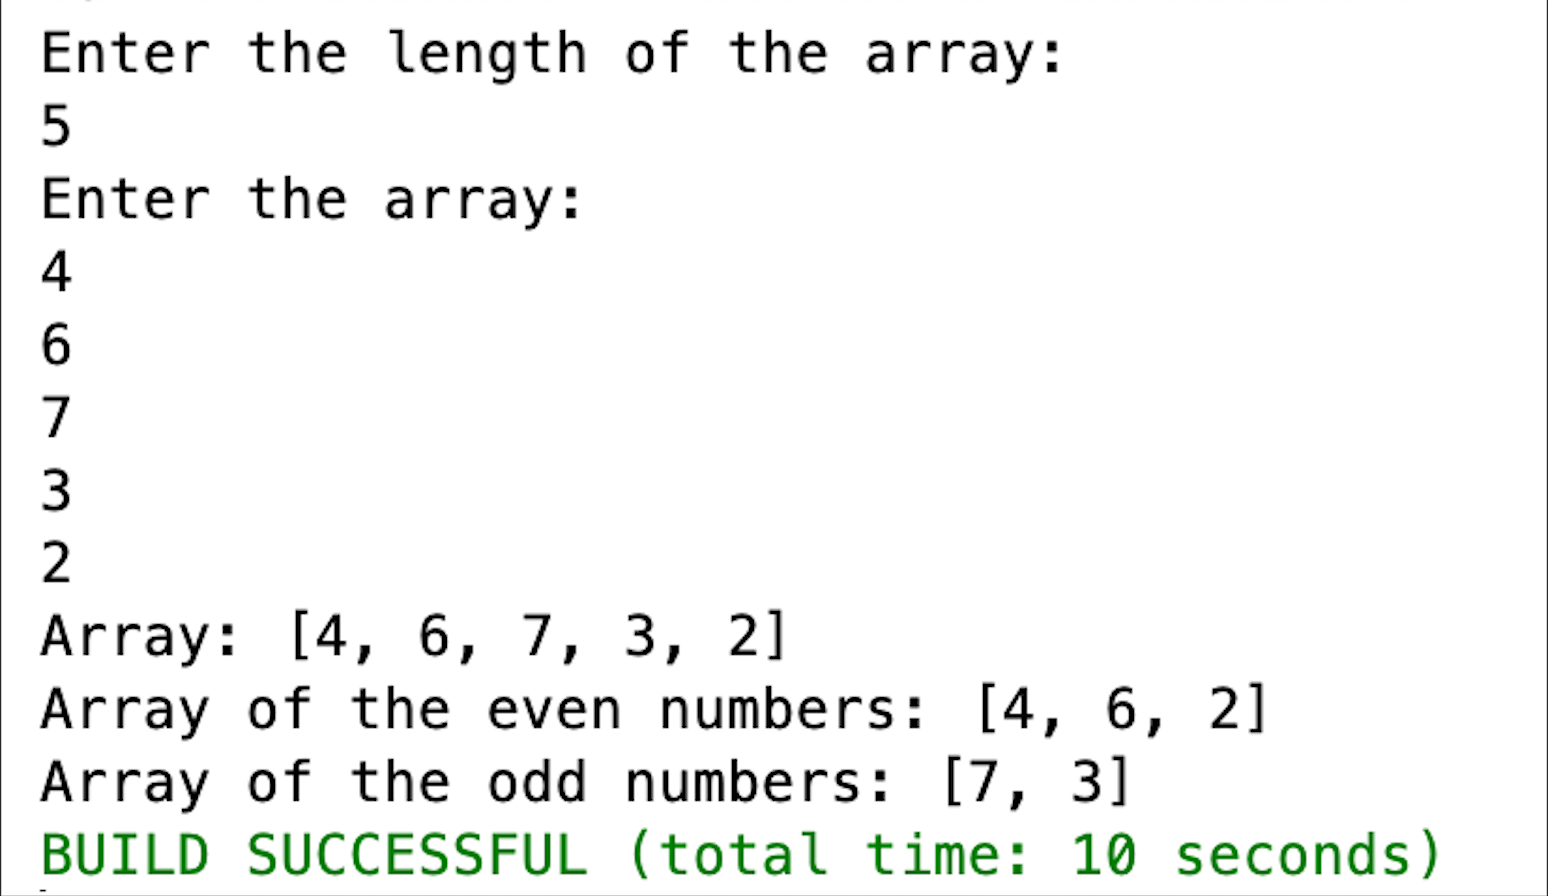 Enter the length of the array:
5
Enter the array:
4
6
7
3
2
Array: [4, 6, 7, 3, 2]
Array of the even numbers: [4, 6, 2]
Array of the odd numbers: [7, 3]
BUILD SUCCESSFUL (total time: 10 seconds)